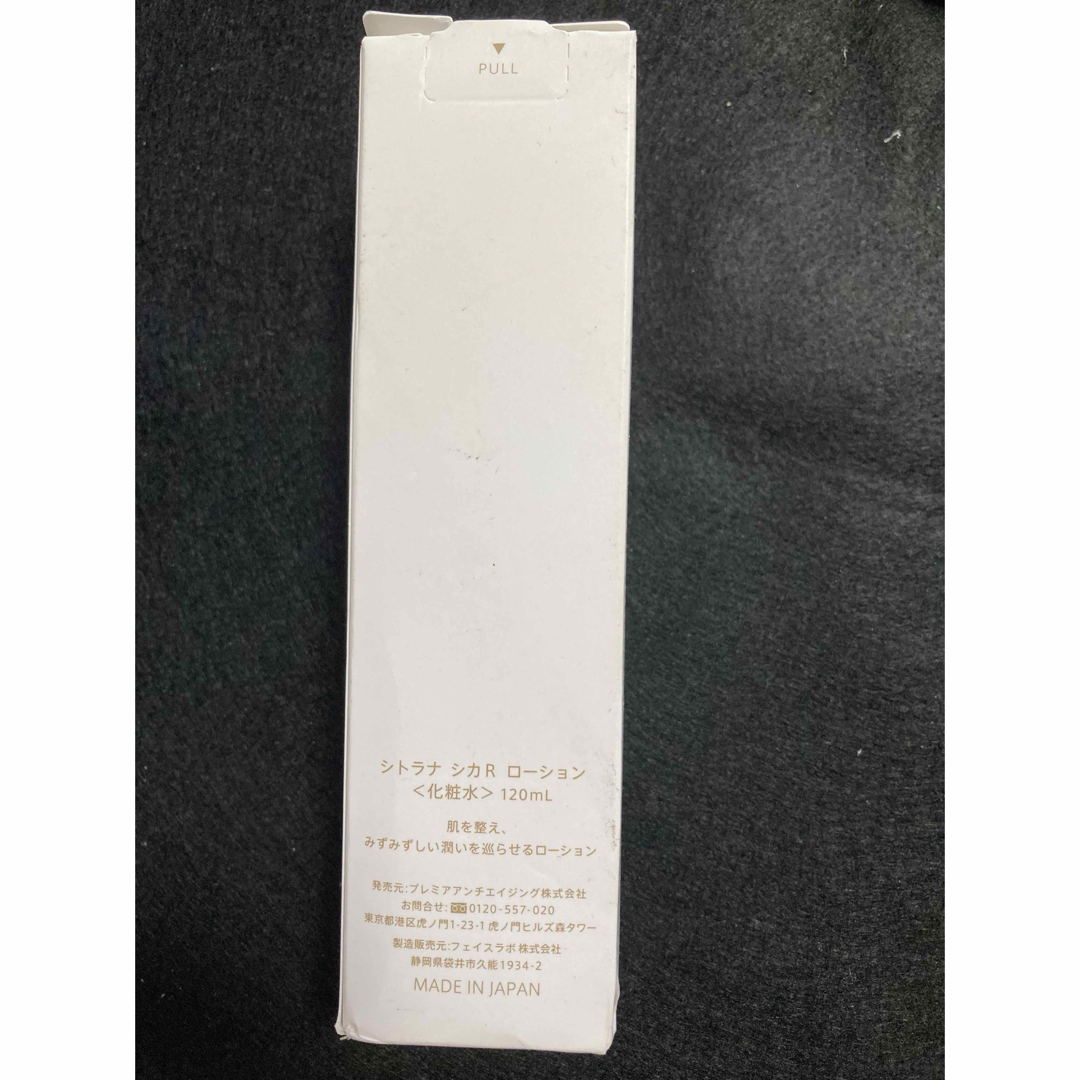 ▼
PULL
シトラナ シカR ローション
＜化粧水＞120mL
肌を整え、
みずみずしい潤いを巡らせるローション
発売元:プレミアアンチエイジング株式会社
お問合せ:0120-557-020
東京都港区虎ノ門1-23-1 虎ノ門ヒルズ森タワー
製造販売元:フェイスラボ株式会社
静岡県袋井市久能1934-2
MADE IN JAPAN